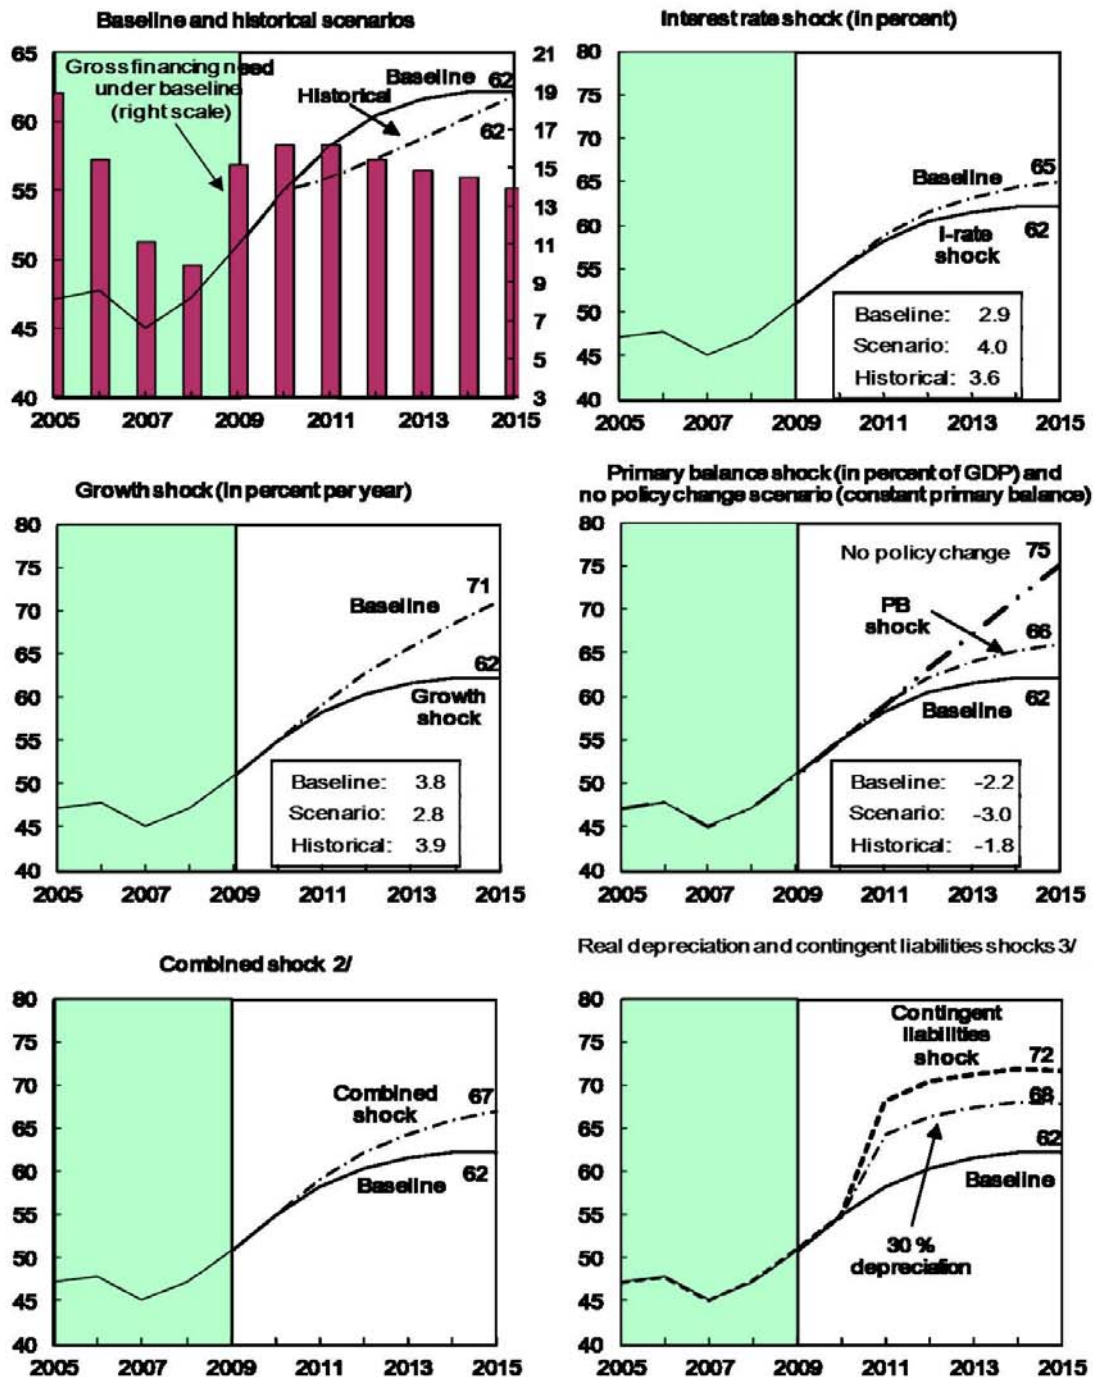 Baseline and historical scenarios
65
60
55
50
45
40
21
19
17
15
13
11
9
7
5
3
Gross financing need
under baseline
(right scale)
Baseline
Historical
62
62
2005 2007 2009 2011 2013 2015
Interest rate shock (in percent)
80
75
70
65
60
55
50
45
40
Baseline
65
i-rate
shock
62
Baseline: 2.9
Scenario: 4.0
Historical: 3.6
2005 2007 2009 2011 2013 2015
Growth shock (in percent per year)
80
75
70
65
60
55
50
45
40
71
Baseline
62
Growth
shock
Baseline: 3.8
Scenario: 2.8
Historical: 3.9
2005 2007 2009 2011 2013 2015
Primary balance shock (in percent of GDP) and
no policy change scenario (constant primary balance)
80
75
70
65
60
55
50
45
40
No policy change
75
PB
shock
66
Baseline
62
Baseline: -2.2
Scenario: -3.0
Historical: -1.8
2005 2007 2009 2011 2013 2015
Combined shock 2/
80
75
70
65
60
55
50
45
40
Combined
shock
67
Baseline
62
2005 2007 2009 2011 2013 2015
Real depreciation and contingent liabilities shocks 3/
80
75
70
65
60
55
50
45
40
Contingent
liabilities
shock
72
68
62
Baseline
30 %
depreciation
2005 2007 2009 2011 2013 2015